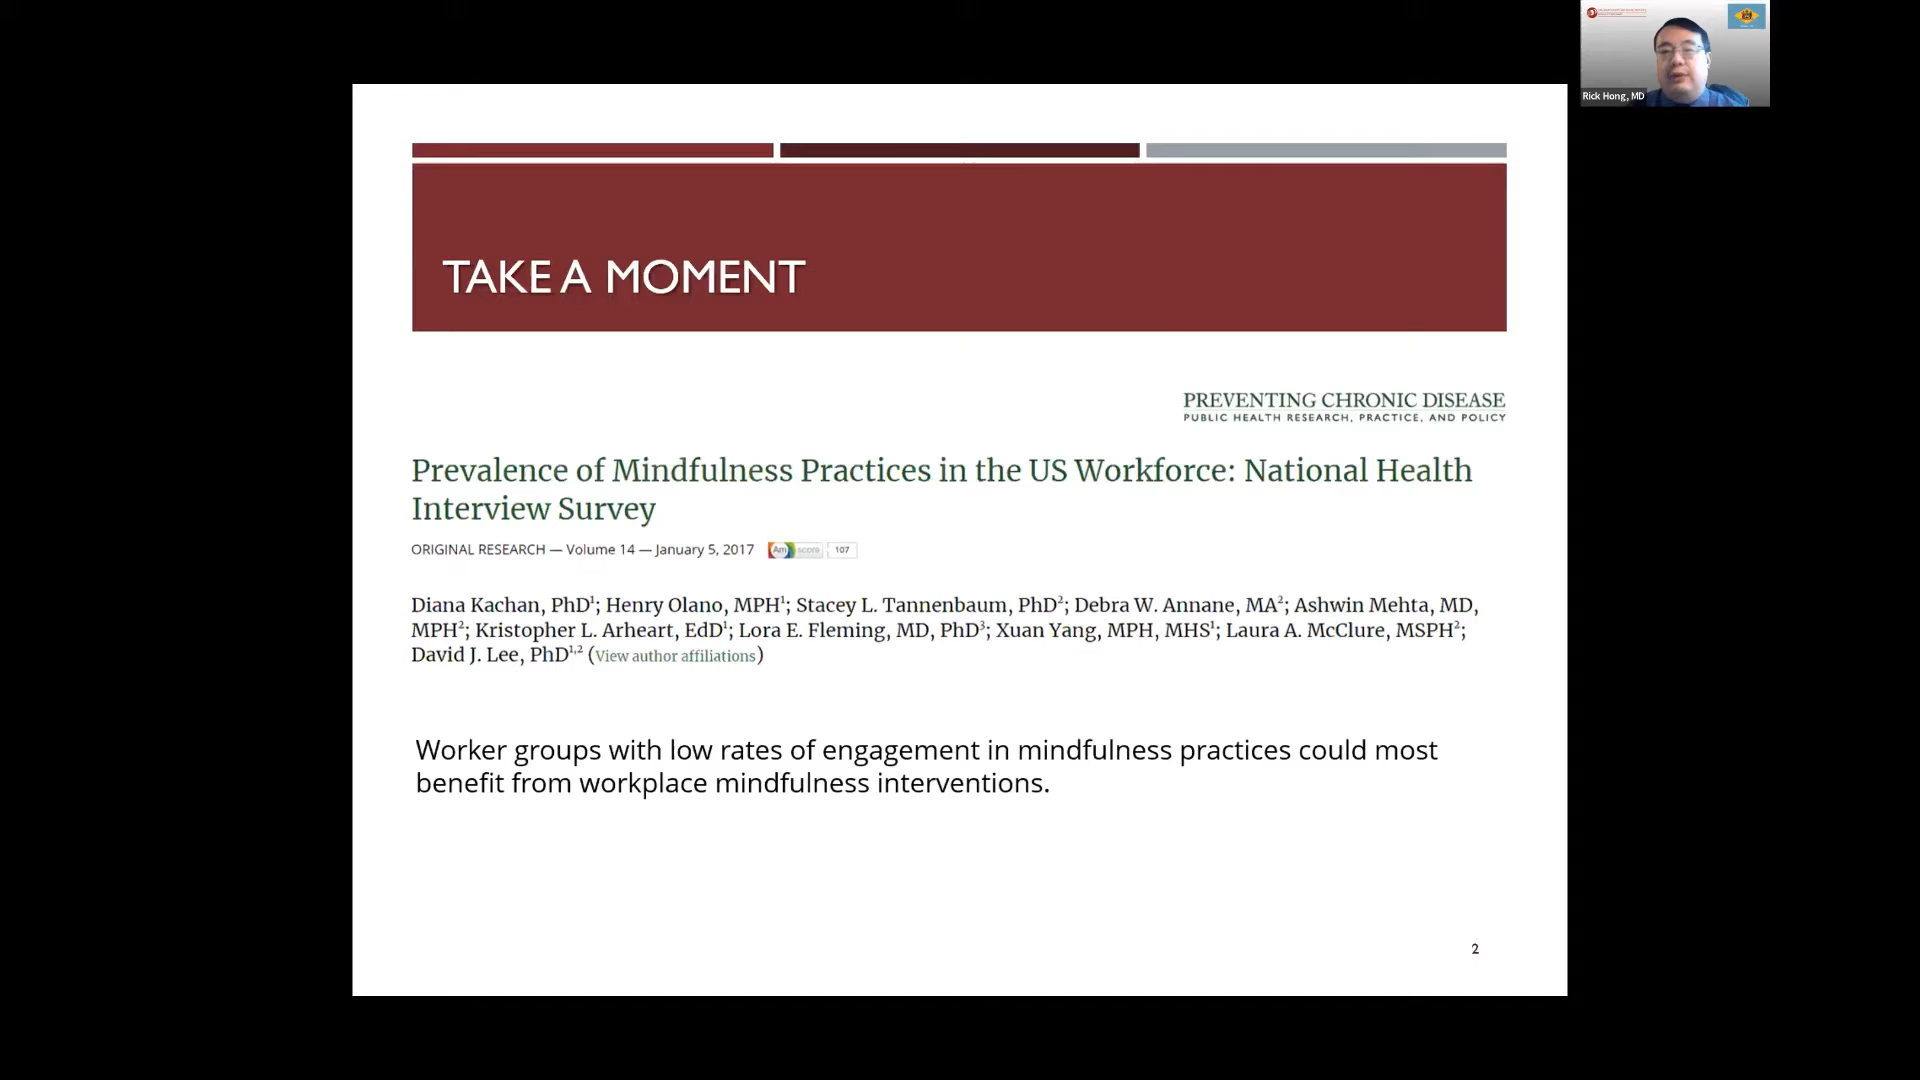 Rick Hong, MD
TAKE A MOMENT
PREVENTING CHRONIC DISEASE
PUBLIC HEALTH RESEARCH, PRACTICE, AND POLICY
Prevalence of Mindfulness Practices in the US Workforce: National Health
Interview Survey
ORIGINAL RESEARCH — Volume 14 — January 5, 2017 Am score 107
Diana Kachan, PhD¹; Henry Olano, MPH¹; Stacey L. Tannenbaum, PhD²; Debra W. Annane, MA²; Ashwin Mehta, MD,
MPH²; Kristopher L. Arheart, EdD¹; Lora E. Fleming, MD, PhD³; Xuan Yang, MPH, MHS¹; Laura A. McClure, MSPH²;
David J. Lee, PhD¹,² (View author affiliations)
Worker groups with low rates of engagement in mindfulness practices could most
benefit from workplace mindfulness interventions.
2